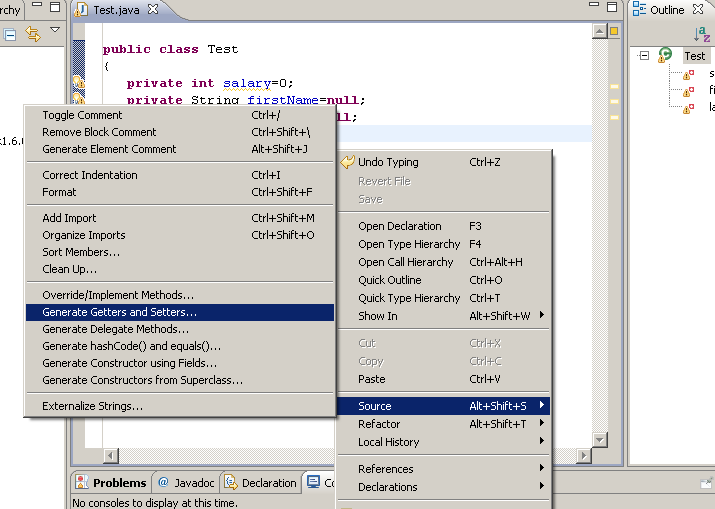 rarchy
Test.java
Outline
public class Test
{
private int salary=0;
private String firstName=null;
ll;
Test
s
fi
la
1.6.0
Toggle Comment Ctrl+/
Remove Block Comment Ctrl+Shift+\
Generate Element Comment Alt+Shift+J
Correct Indentation Ctrl+I
Format Ctrl+Shift+F
Add Import Ctrl+Shift+M
Organize Imports Ctrl+Shift+O
Sort Members...
Clean Up...
Override/Implement Methods...
Generate Getters and Setters...
Generate Delegate Methods...
Generate hashCode() and equals()...
Generate Constructor using Fields...
Generate Constructors from Superclass...
Externalize Strings...
Undo Typing Ctrl+Z
Revert File
Save
Open Declaration F3
Open Type Hierarchy F4
Open Call Hierarchy Ctrl+Alt+H
Quick Outline Ctrl+O
Quick Type Hierarchy Ctrl+T
Show In Alt+Shift+W
Cut Ctrl+X
Copy Ctrl+C
Paste Ctrl+V
Source Alt+Shift+S
Refactor Alt+Shift+T
Local History
References
Declarations
Problems @ Javadoc Declaration Co
No consoles to display at this time.